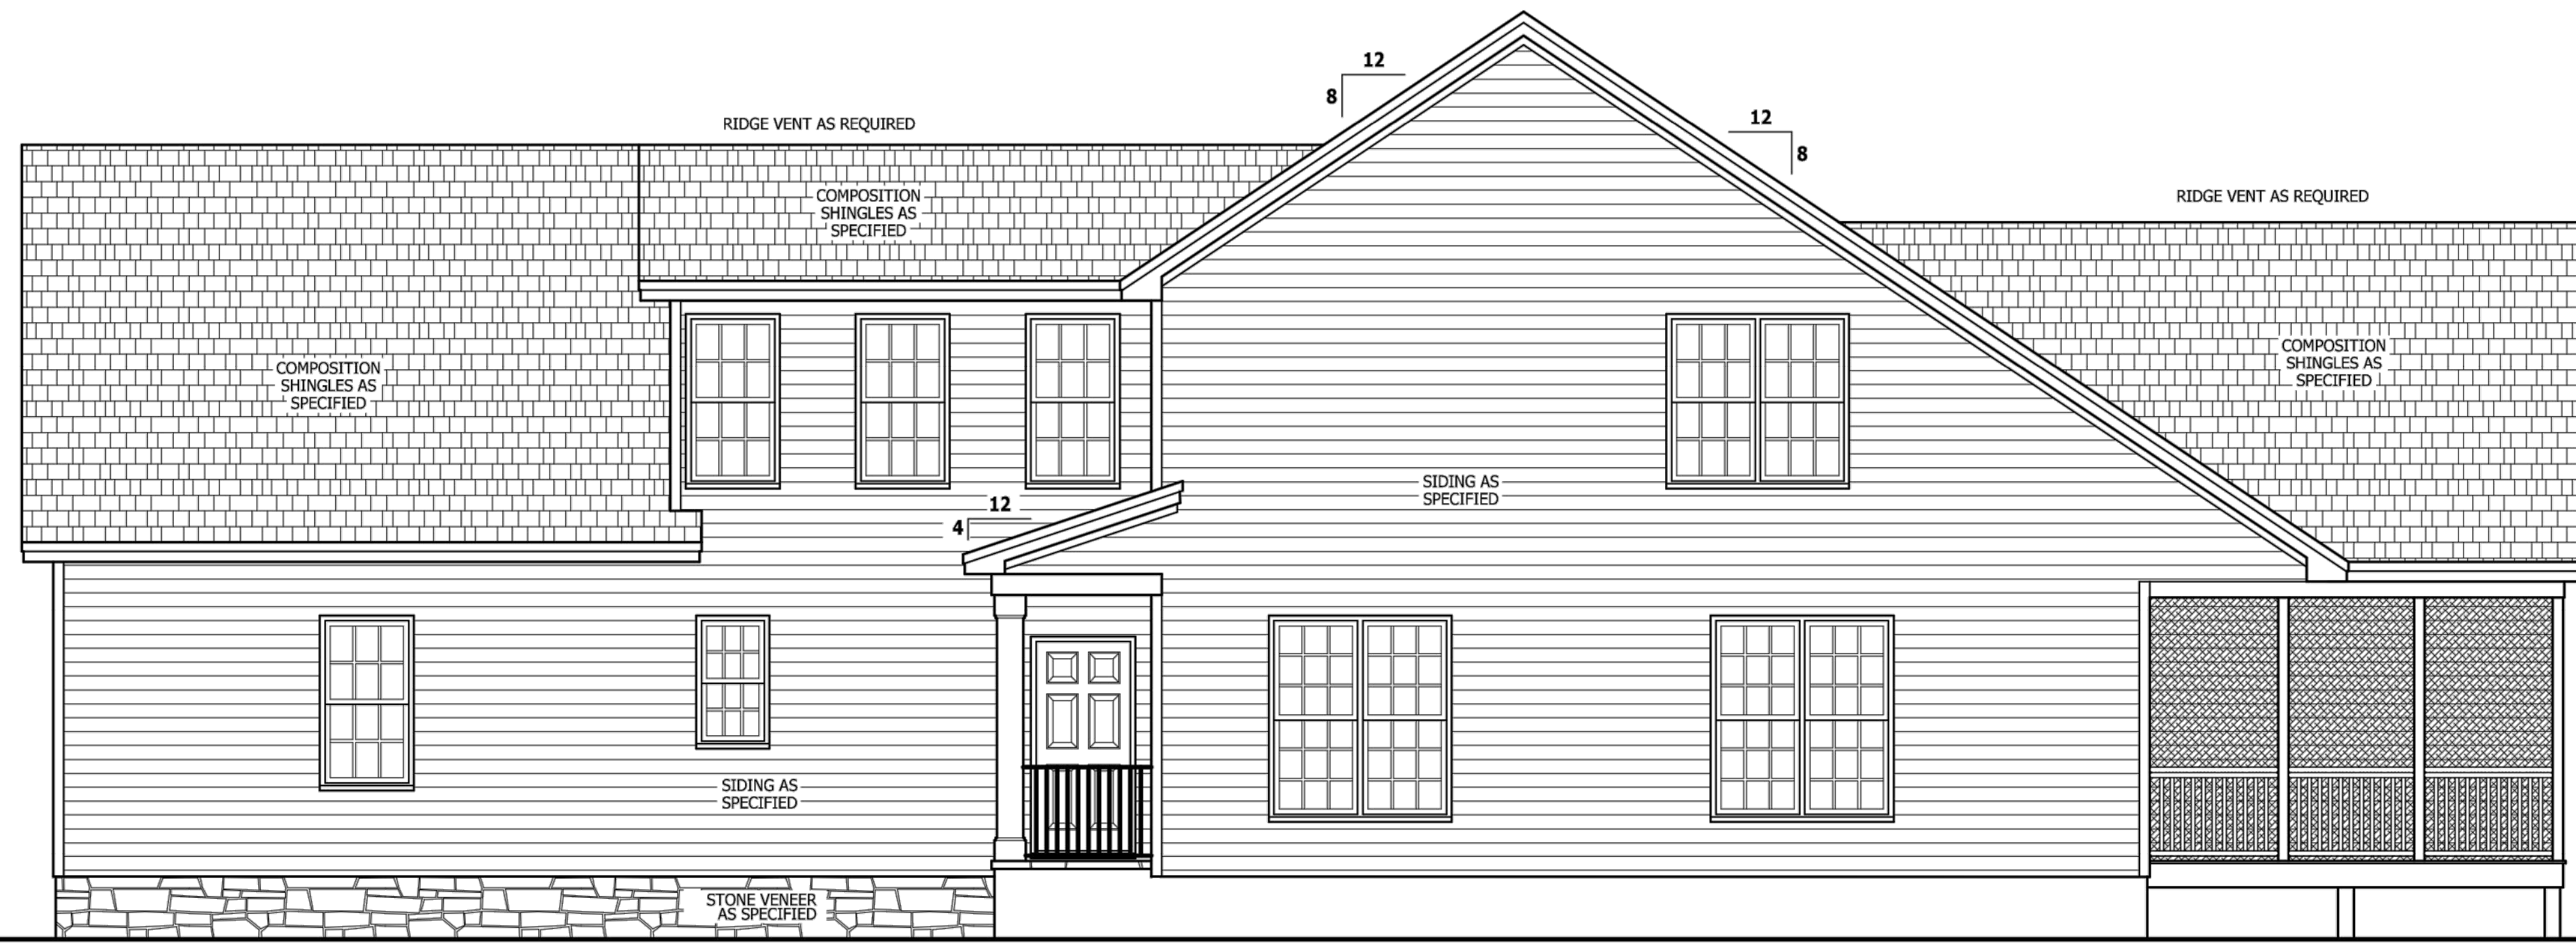 12
8
12
8
RIDGE VENT AS REQUIRED
RIDGE VENT AS REQUIRED
COMPOSITION
SHINGLES AS
SPECIFIED
COMPOSITION
SHINGLES AS
SPECIFIED
COMPOSITION
SHINGLES AS
SPECIFIED
SIDING AS
SPECIFIED
12
4
SIDING AS
SPECIFIED
STONE VENEER
AS SPECIFIED